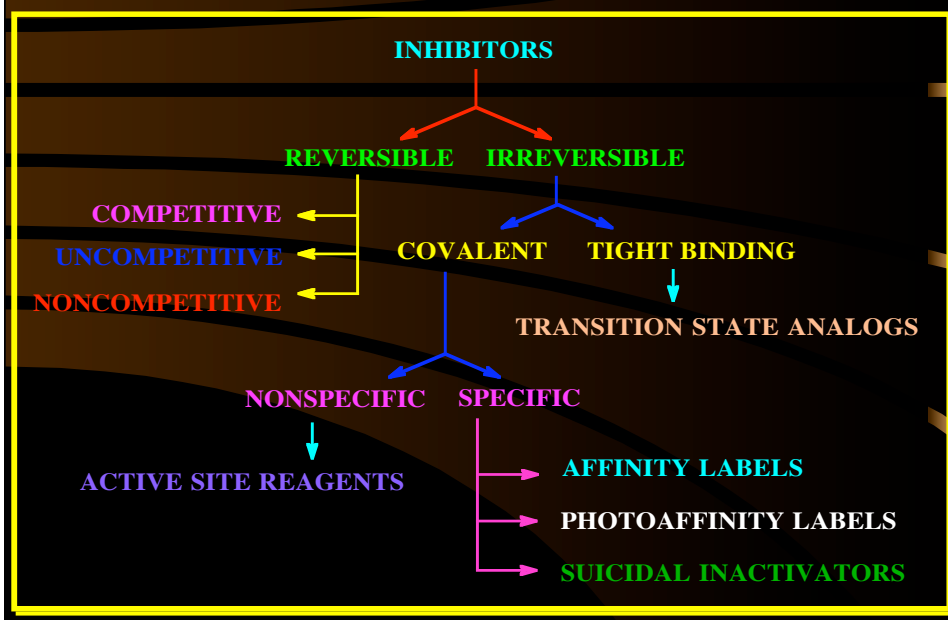 INHIBITORS
REVERSIBLE IRREVERSIBLE
COMPETITIVE
UNCOMPETITIVE
NONCOMPETITIVE
COVALENT TIGHT BINDING
TRANSITION STATE ANALOGS
NONSPECIFIC SPECIFIC
ACTIVE SITE REAGENTS
AFFINITY LABELS
PHOTOAFFINITY LABELS
SUICIDAL INACTIVATORS